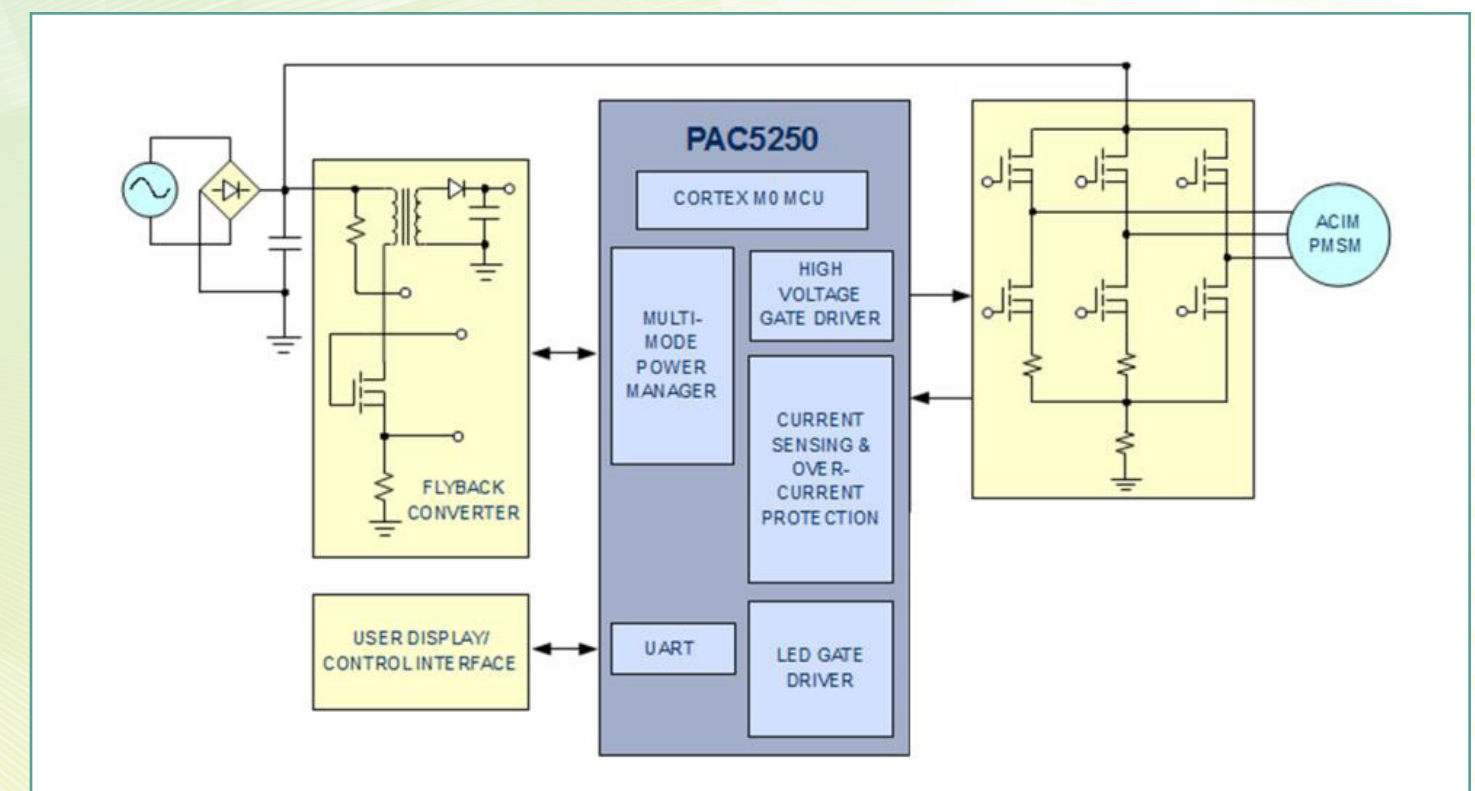 PAC5250
CORTEX M0 MCU
MULTI-
MODE
POWER
MANAGER
HIGH
VOLTAGE
GATE DRIVER
CURRENT
SENSING &
OVER-
CURRENT
PROTECTION
UART
LED GATE
DRIVER
FLYBACK
CONVERTER
USER DISPLAY/
CONTROL INTERFACE
ACIM
PMSM